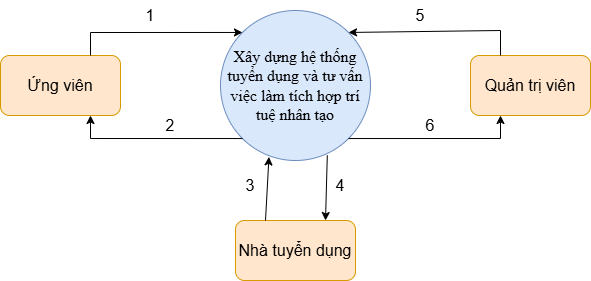 1
5
Xây dựng hệ thống
tuyển dụng và tư vấn
việc làm tích hợp trí
tuệ nhân tạo
Ứng viên
Quản trị viên
2
6
3
4
Nhà tuyển dụng